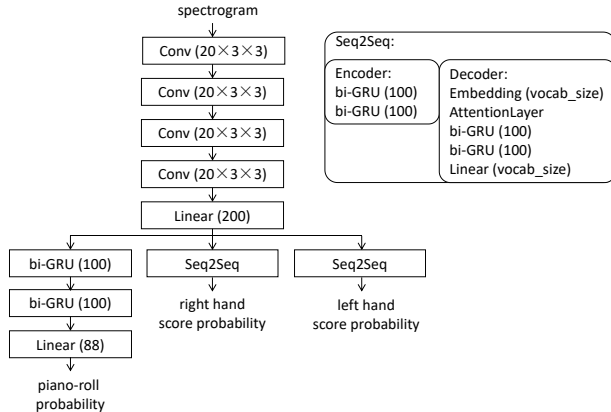 spectrogram
Conv (20×3×3)
Conv (20×3×3)
Conv (20×3×3)
Conv (20×3×3)
Linear (200)
bi-GRU (100)
bi-GRU (100)
Linear (88)
piano-roll
probability
Seq2Seq
right hand
score probability
Seq2Seq
left hand
score probability
Seq2Seq:
Encoder:
bi-GRU (100)
bi-GRU (100)
Decoder:
Embedding (vocab_size)
AttentionLayer
bi-GRU (100)
bi-GRU (100)
Linear (vocab_size)